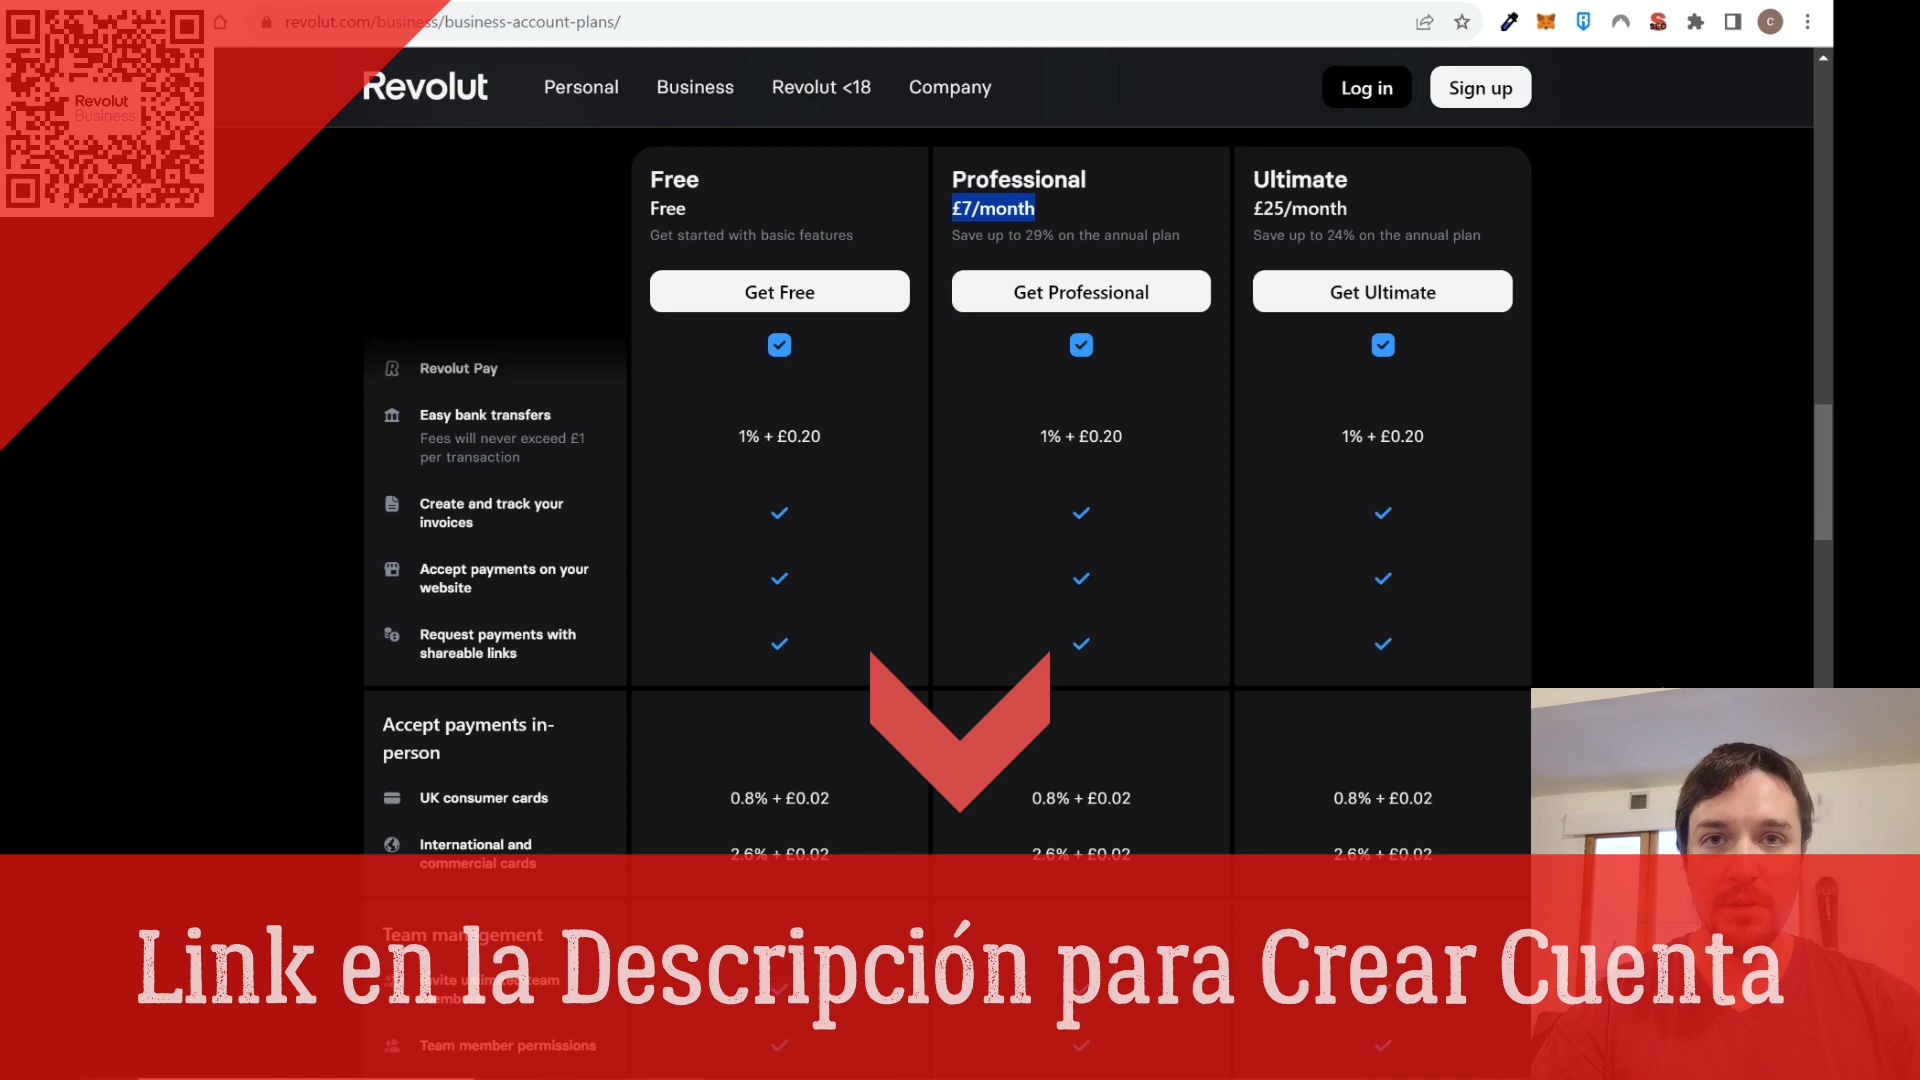 revolut.com/business/business-account-plans/
SEO
C
Revolut
Business
Revolut
Personal
Business
Revolut <18
Company
Log in
Sign up
Free
Free
Get started with basic features
Get Free
Professional
£7/month
Save up to 29% on the annual plan
Get Professional
Ultimate
£25/month
Save up to 24% on the annual plan
Get Ultimate
Revolut Pay
Easy bank transfers
Fees will never exceed £1
per transaction
1% + £0.20
1% + £0.20
1% + £0.20
Create and track your
invoices
Accept payments on your
website
Request payments with
shareable links
Accept payments in-
person
UK consumer cards
0.8% + £0.02
0.8% + £0.02
0.8% + £0.02
International and
commercial cards
2.6% + £0.02
2.6% + £0.02
2.6% + £0.02
Team management
Link en la Descripción para Crear Cuenta
Invite unlimited team
members
Team member permissions